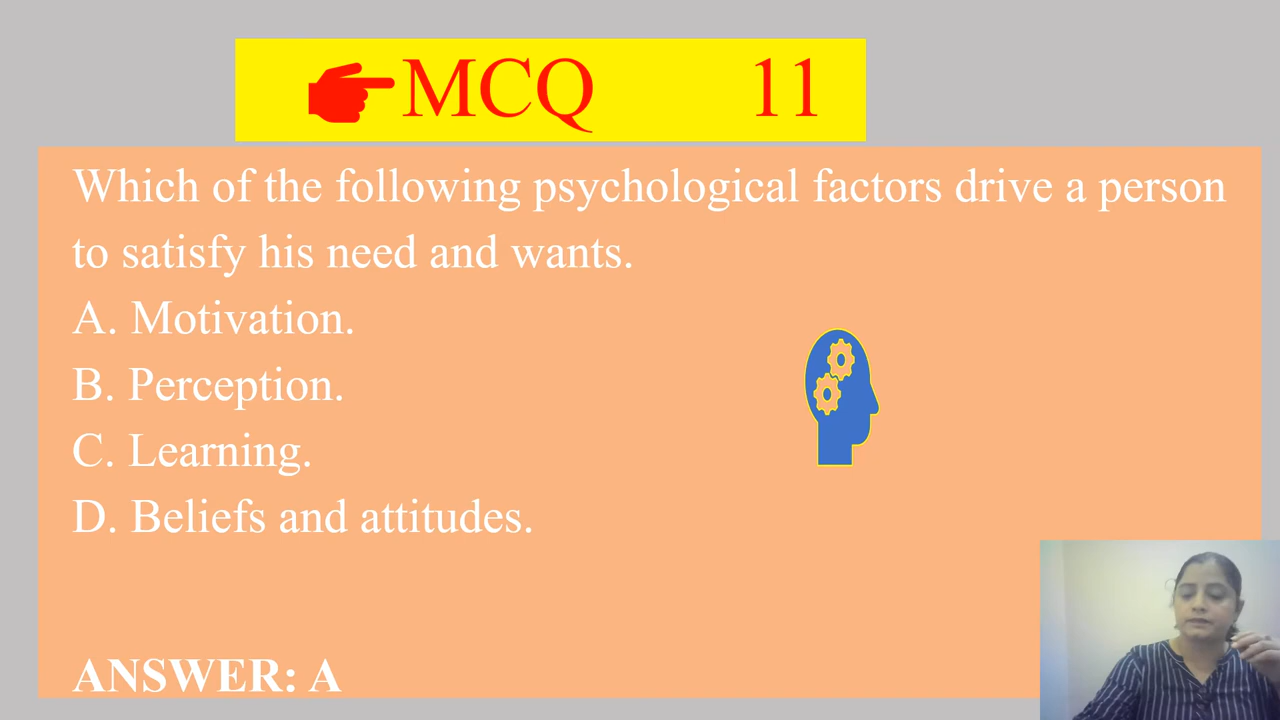 MCQ 11
Which of the following psychological factors drive a person
to satisfy his need and wants.
A. Motivation.
B. Perception.
C. Learning.
D. Beliefs and attitudes.
ANSWER: A